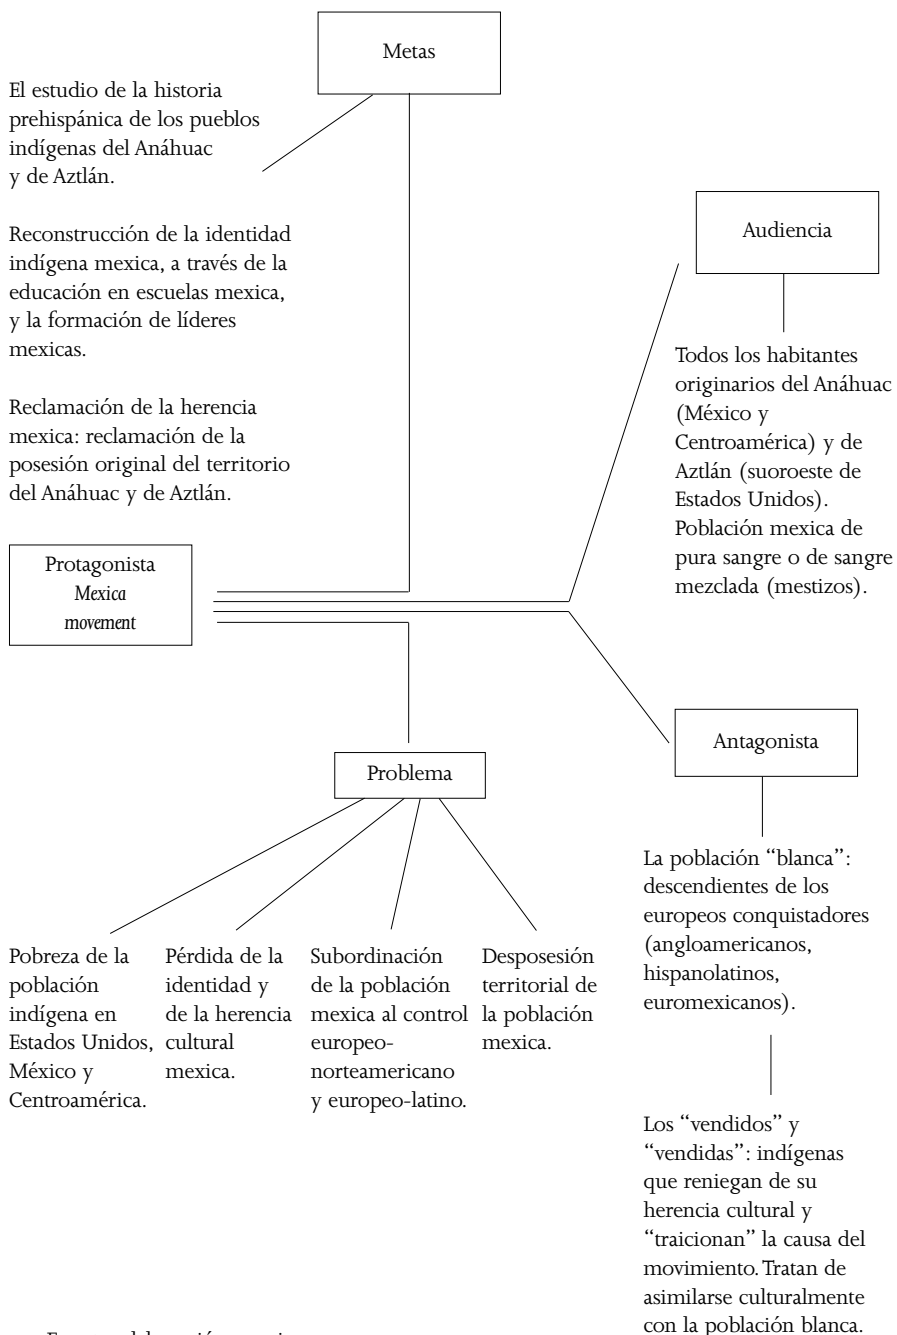 Metas
El estudio de la historia
prehispánica de los pueblos
indígenas del Anáhuac
y de Aztlán.
Reconstrucción de la identidad
indígena mexica, a través de la
educación en escuelas mexica,
y la formación de líderes
mexicas.
Reclamación de la herencia
mexica: reclamación de la
posesión original del territorio
del Anáhuac y de Aztlán.
Audiencia
Todos los habitantes
originarios del Anáhuac
(México y
Centroamérica) y de
Aztlán (suoroeste de
Estados Unidos).
Población mexica de
pura sangre o de sangre
mezclada (mestizos).
Protagonista
Mexica
movement
Antagonista
La población “blanca”:
descendientes de los
europeos conquistadores
(angloamericanos,
hispanolatinos,
euromexicanos).
Los “vendidos” y
“vendidas”: indígenas
que reniegan de su
herencia cultural y
“traicionan” la causa del
movimiento. Tratan de
asimilarse culturalmente
con la población blanca.
Problema
Pobreza de la
población
indígena en
Estados Unidos,
México y
Centroamérica.
Pérdida de la
identidad y
de la herencia
cultural
mexica.
Subordinación
de la población
mexica al control
europeo-
norteamericano
y europeo-latino.
Desposesión
territorial de
la población
mexica.